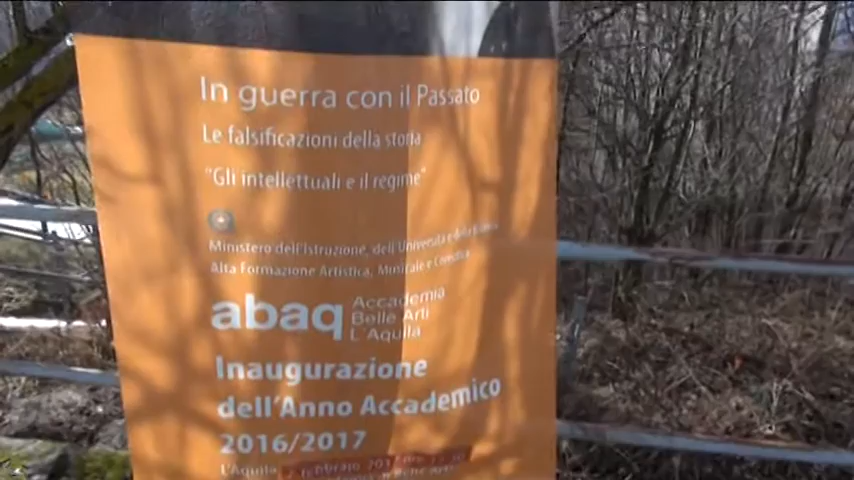 In guerra con il Passato
Le falsificazioni della storia
"Gli intellettuali e il regime"
Ministero dell'Istruzione, dell'Università e della Ricerca
Alta Formazione Artistica, Musicale e Coreutica
abaq
Accademia
Belle Arti
L'Aquila
Inaugurazione
dell'Anno Accademico
2016/2017
L'Aquila
febbraio